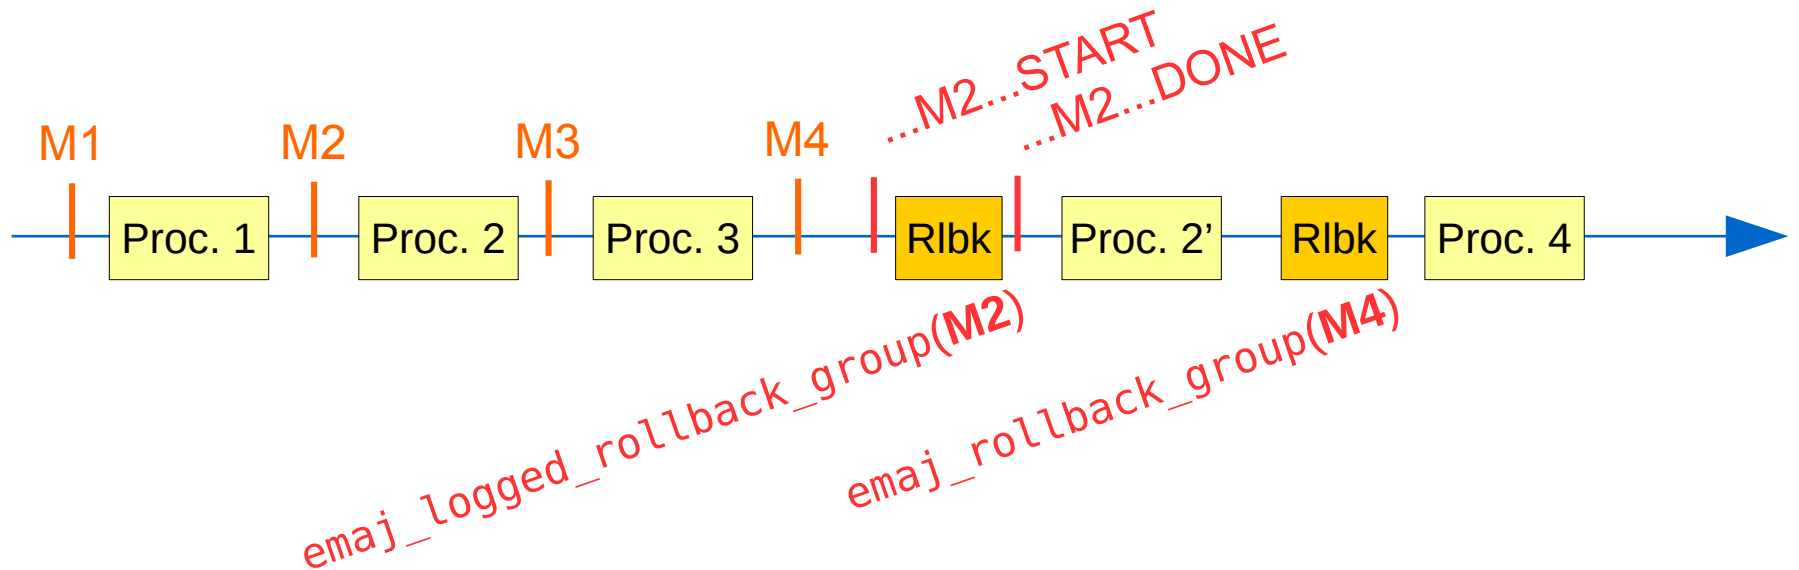 ...M2...START
...M2...DONE
M1 M2 M3 M4
Proc. 1 Proc. 2 Proc. 3 Rlbk Proc. 2’ Rlbk Proc. 4
emaj_logged_rollback_group(M2)
emaj_rollback_group(M4)